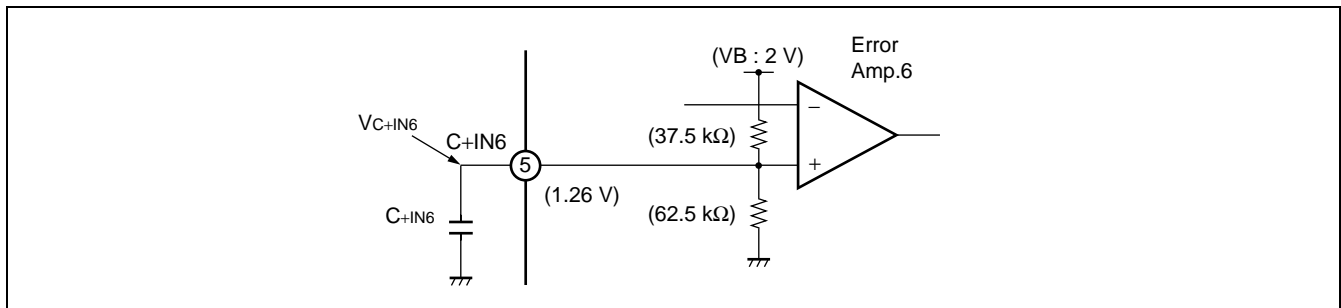 (VB : 2 V)
Error
Amp.6
VC+IN6
C+IN6
(37.5 kΩ)
−
5
+
(1.26 V)
C+IN6
(62.5 kΩ)